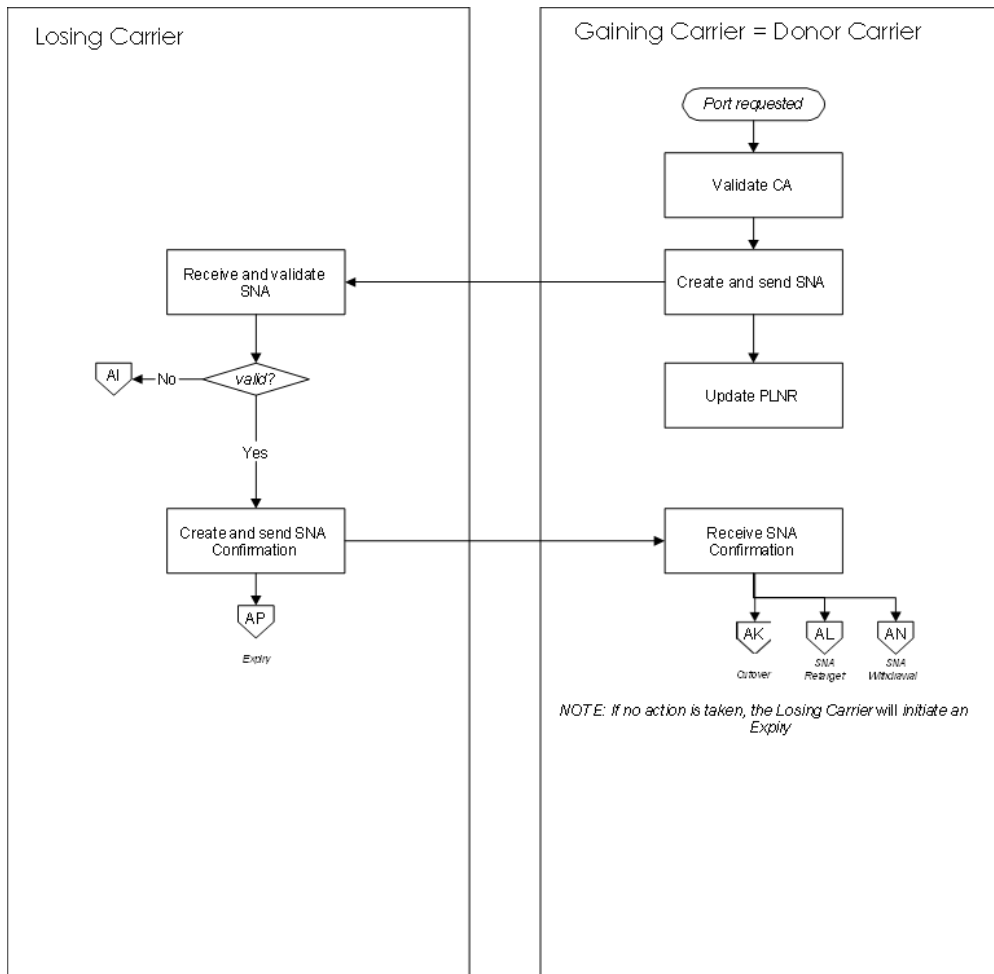 Losing Carrier
Gaining Carrier = Donor Carrier
Port requested
Validate CA
Receive and validate
SNA
Create and send SNA
AI
No
valid?
Update PLNR
Yes
Create and send SNA
Confirmation
Receive SNA
Confirmation
AP
Expiry
AK
AL
AN
Cutover
SNA
Retarget
SNA
Withdrawal
NOTE: If no action is taken, the Losing Carrier will initiate an
Expiry